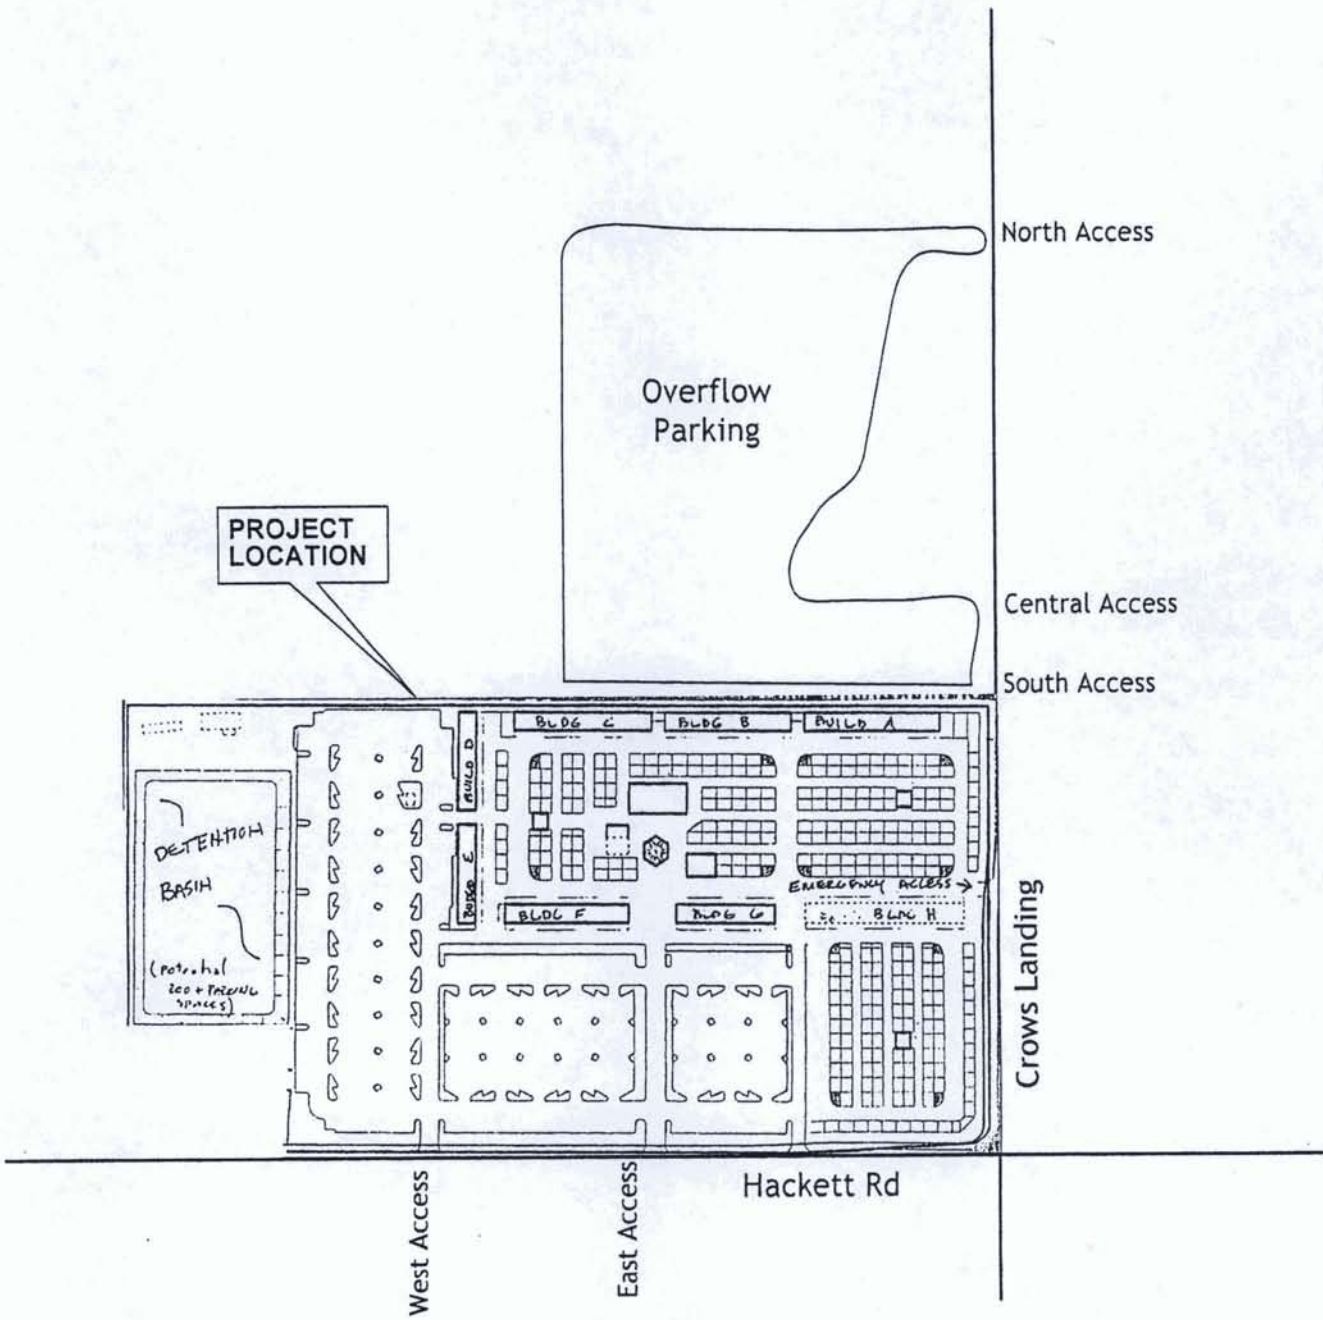 North Access
Overflow
Parking
PROJECT
LOCATION
Central Access
South Access
BLDG C
BLDG B
BUILD A
BUILD D
DETENTION
BASIN
(potential
200 + PARKING
SPACES)
EMERGENCY ACCESS →
BLDG F
BLDG G
BLDG H
Crows Landing
Hackett Rd
West Access
East Access